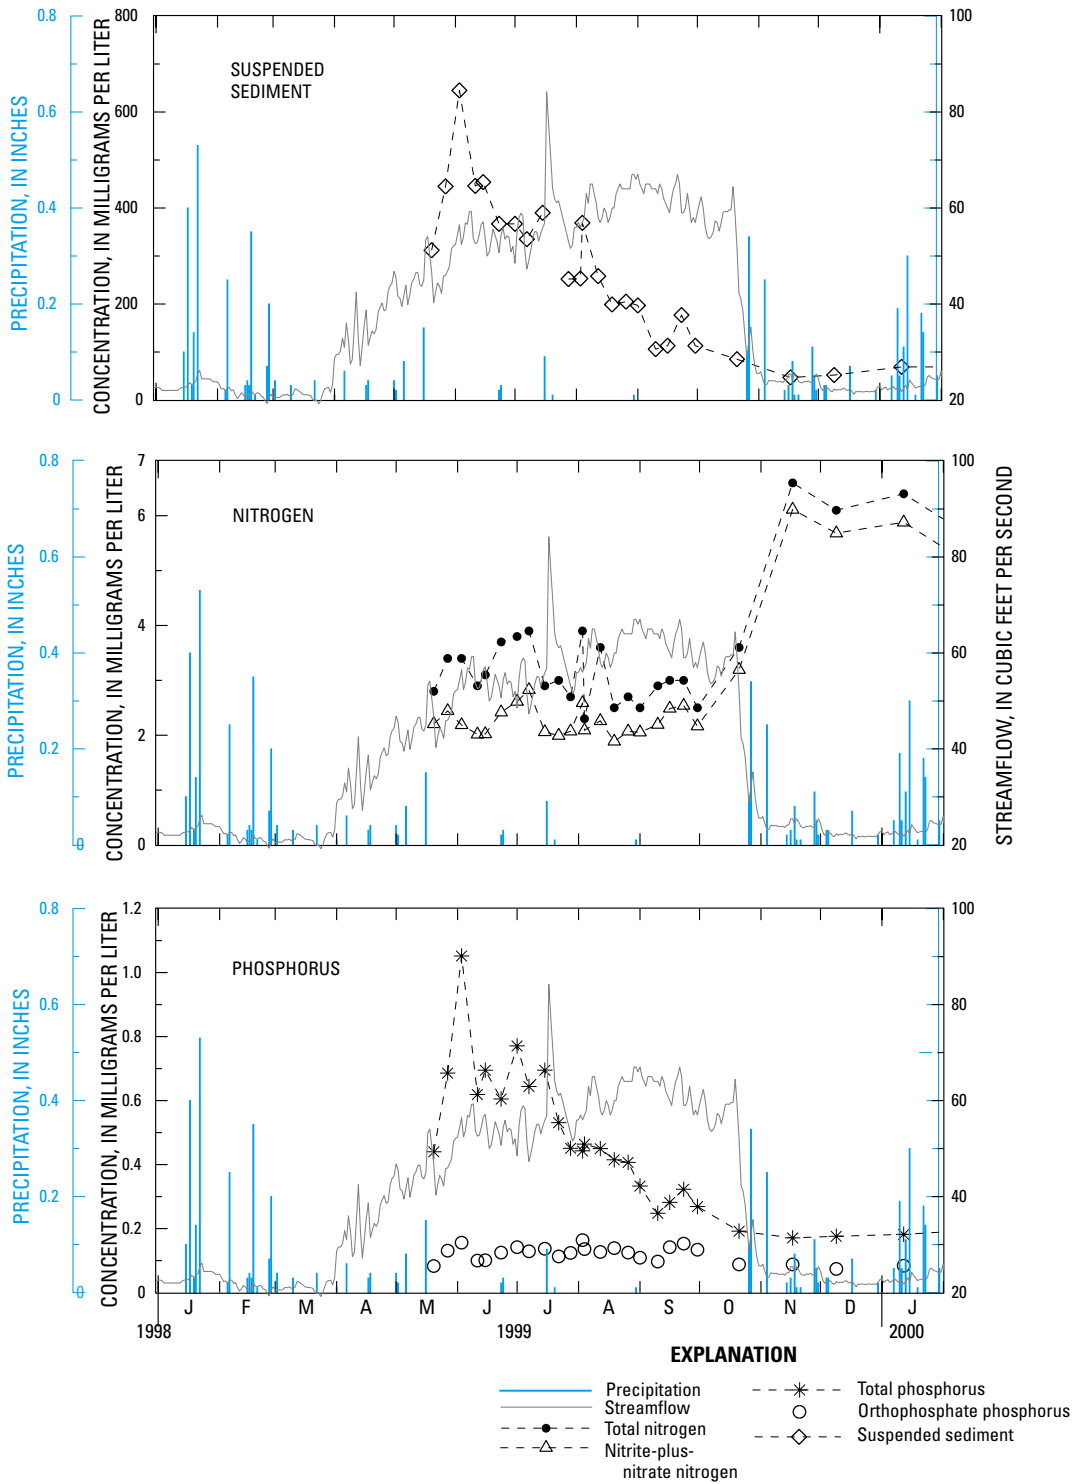 SUSPENDED
SEDIMENT
PRECIPITATION, IN INCHES
0.8
0.6
0.4
0.2
0
CONCENTRATION, IN MILLIGRAMS PER LITER
800
600
400
200
0
100
80
60
40
20
NITROGEN
PRECIPITATION, IN INCHES
0.8
0.6
0.4
0.2
0
CONCENTRATION, IN MILLIGRAMS PER LITER
7
6
4
2
0
100
80
60
40
20
STREAMFLOW, IN CUBIC FEET PER SECOND
PHOSPHORUS
PRECIPITATION, IN INCHES
0.8
0.6
0.4
0.2
0
CONCENTRATION, IN MILLIGRAMS PER LITER
1.2
1.0
0.8
0.6
0.4
0.2
0
100
80
60
40
20
J F M A M J J A S O N D J
1998 1999 2000
EXPLANATION
Precipitation
Streamflow
Total nitrogen
Nitrite-plus-
nitrate nitrogen
Total phosphorus
Orthophosphate phosphorus
Suspended sediment